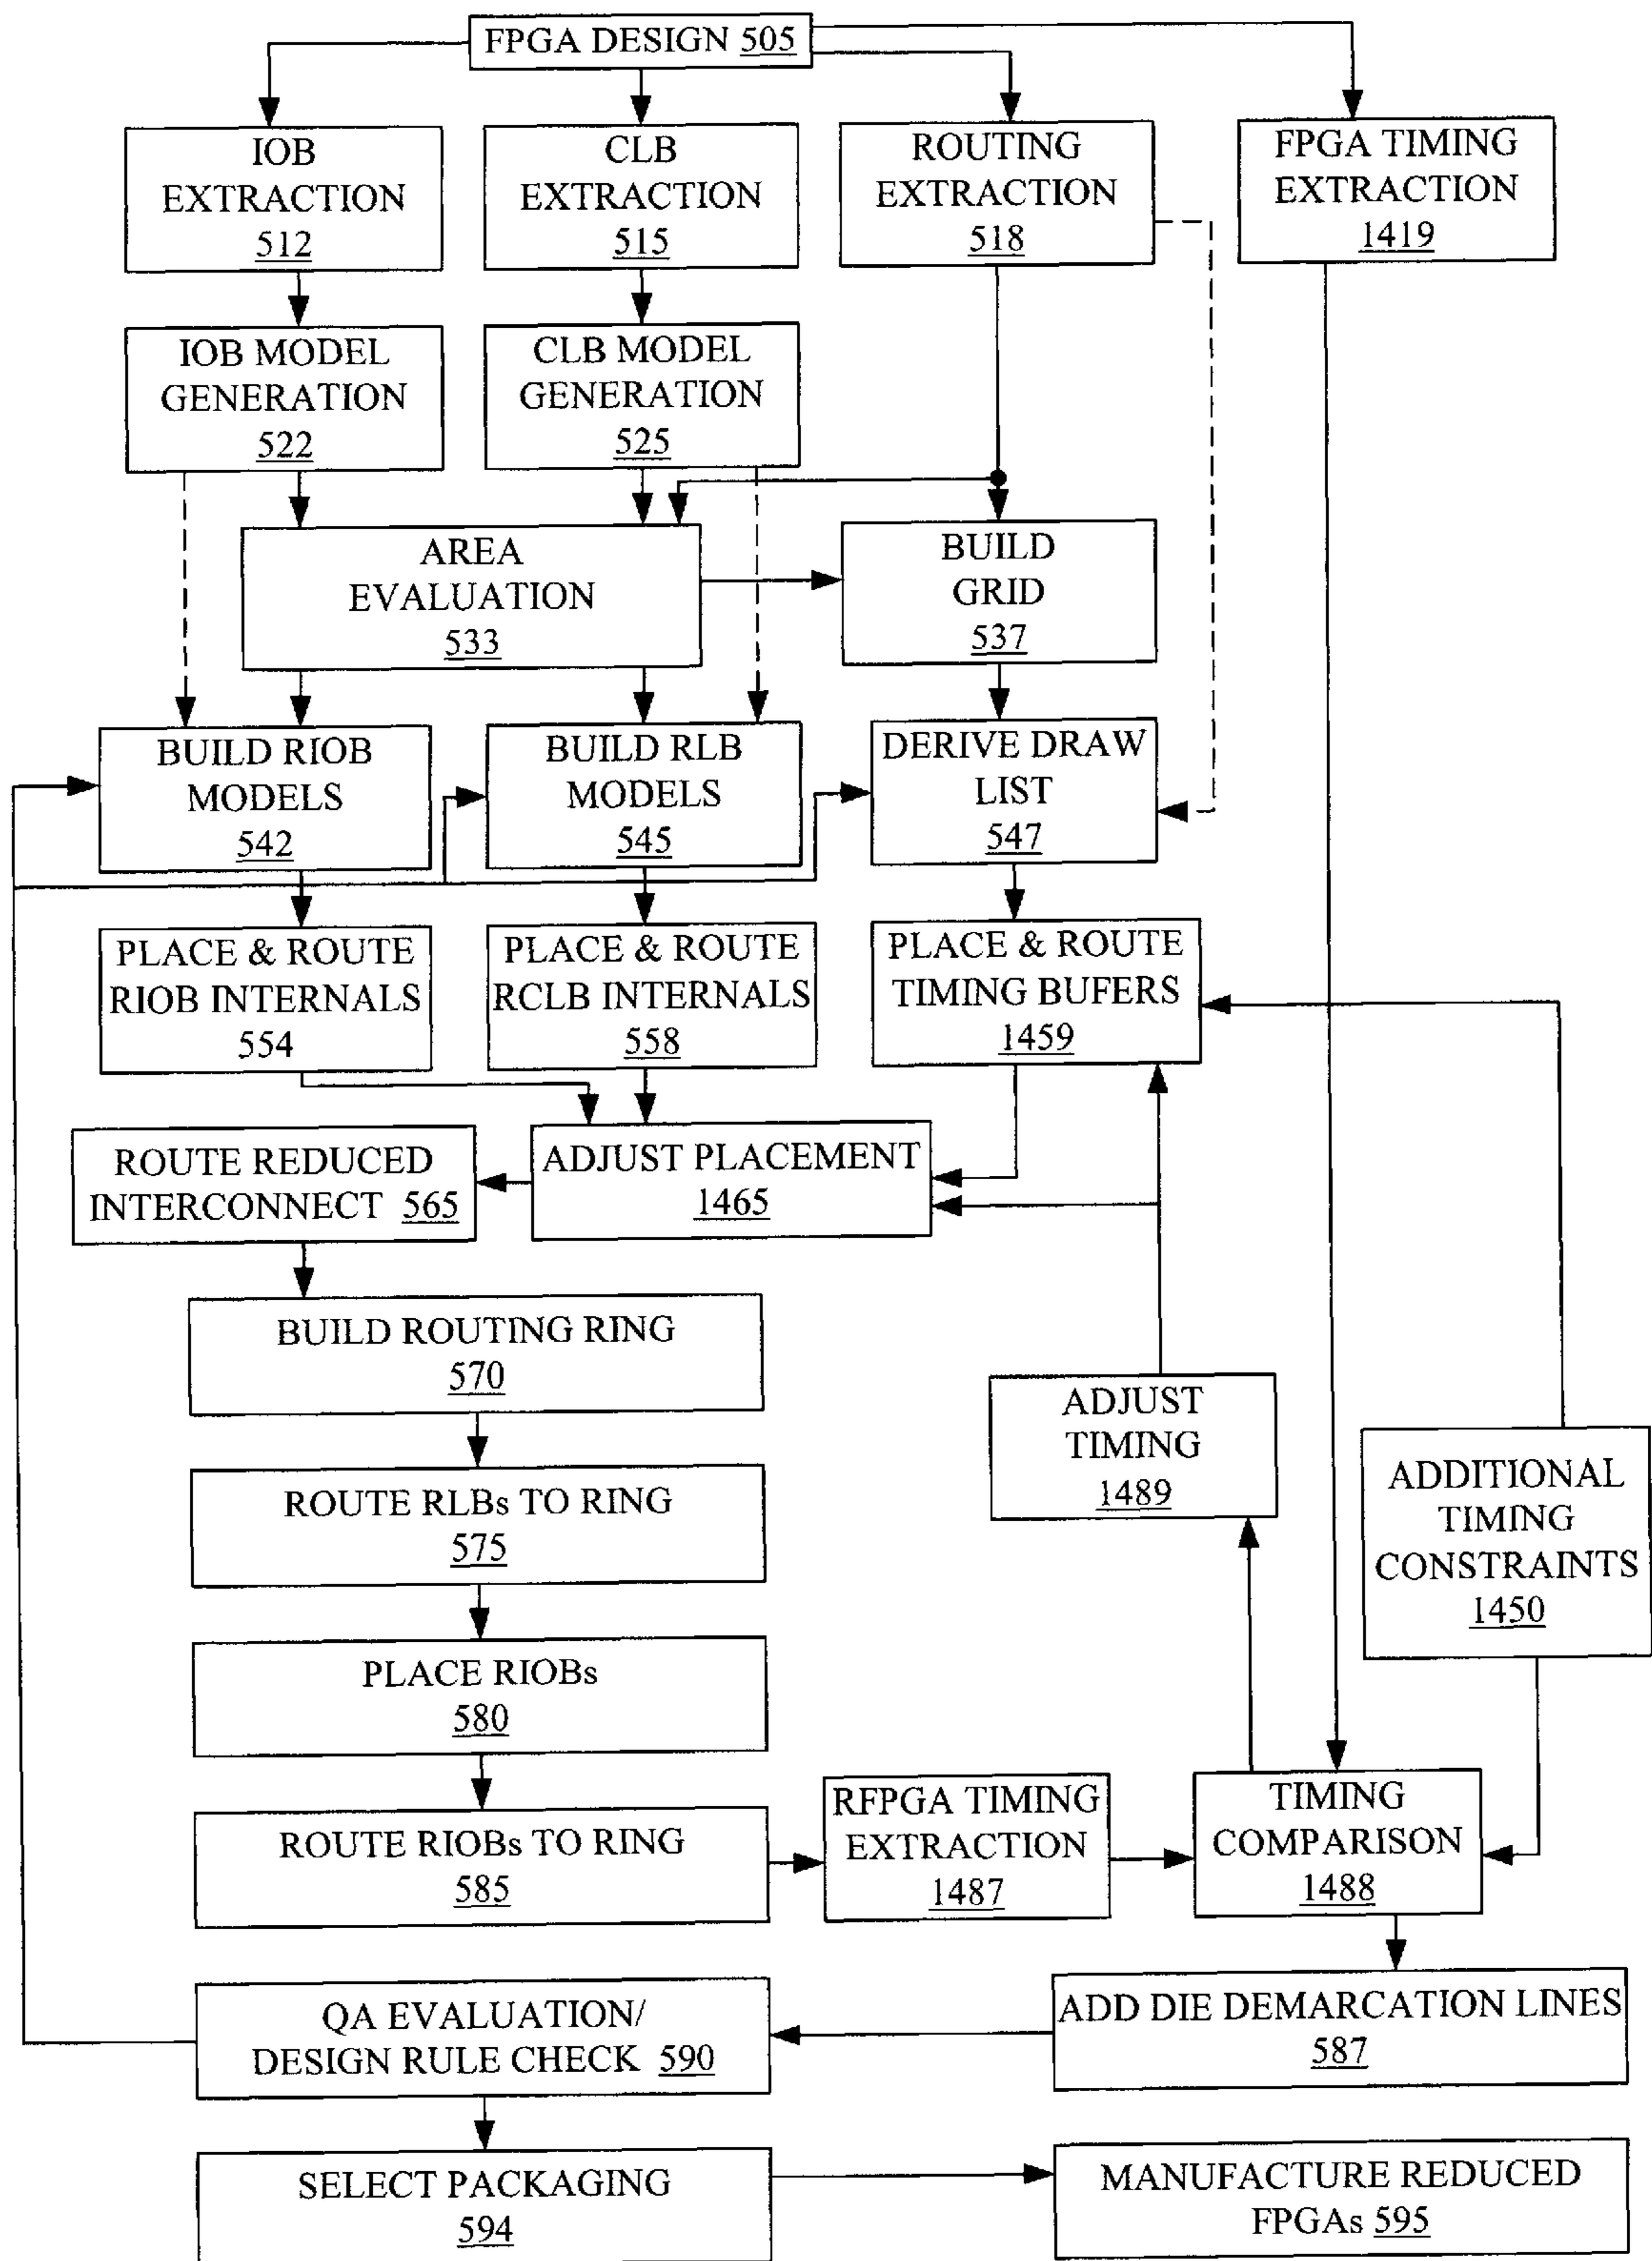 FPGA DESIGN 505
IOB
EXTRACTION
512
CLB
EXTRACTION
515
ROUTING
EXTRACTION
518
FPGA TIMING
EXTRACTION
1419
IOB MODEL
GENERATION
522
CLB MODEL
GENERATION
525
AREA
EVALUATION
533
BUILD
GRID
537
BUILD RIOB
MODELS
542
BUILD RLB
MODELS
545
DERIVE DRAW
LIST
547
PLACE & ROUTE
RIOB INTERNALS
554
PLACE & ROUTE
RCLB INTERNALS
558
PLACE & ROUTE
TIMING BUFERS
1459
ROUTE REDUCED
INTERCONNECT 565
ADJUST PLACEMENT
1465
BUILD ROUTING RING
570
ADJUST
TIMING
1489
ADDITIONAL
TIMING
CONSTRAINTS
1450
ROUTE RLBs TO RING
575
PLACE RIOBs
580
ROUTE RIOBs TO RING
585
RFPGA TIMING
EXTRACTION
1487
TIMING
COMPARISON
1488
QA EVALUATION/
DESIGN RULE CHECK 590
ADD DIE DEMARCATION LINES
587
SELECT PACKAGING
594
MANUFACTURE REDUCED
FPGAs 595